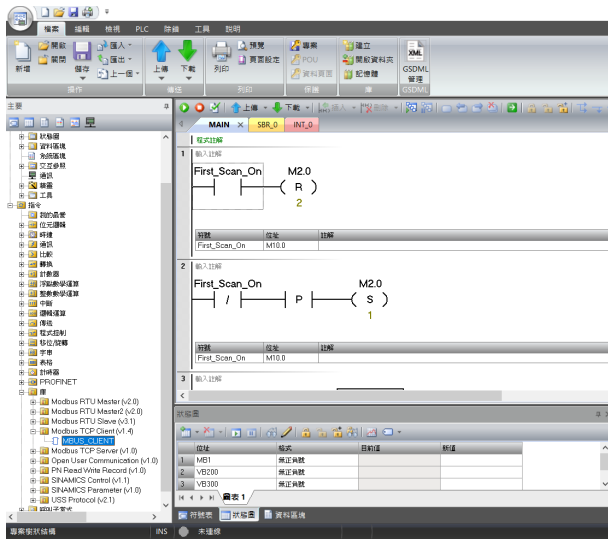 檔案 編輯 檢視 PLC 除錯 工具 說明
新增
開啟
關閉
儲存
匯入
匯出
上一個
操作
上傳
下載
傳送
列印
預覽
頁面設定
列印
專案
POU
資料頁面
保護
建立
開啟資料夾
記憶體
庫
XML
GSDML
管理
GSDML
主要
狀態圖
資料區塊
系統區塊
交互參照
通訊
精靈
工具
指令
我的最愛
位元邏輯
時鐘
通訊
比較
轉換
計數器
浮點數學運算
整數數學運算
中斷
邏輯運算
傳送
程式控制
移位/旋轉
字串
表格
計時器
PROFINET
庫
Modbus RTU Master (v2.0)
Modbus RTU Master2 (v2.0)
Modbus RTU Slave (v3.1)
Modbus TCP Client (v1.4)
MBUS_CLIENT
Modbus TCP Server (v1.0)
Open User Communication (v1.0)
PN Read Write Record (v1.0)
SINAMICS Control (v1.1)
SINAMICS Parameter (v1.0)
USS Protocol (v2.1)
呼叫子常式
上傳 下載 插入 刪除
MAIN SBR_0 INT_0
程式註解
1 輸入註解
First_Scan_On M2.0
R
2
符號 位址 註解
First_Scan_On M10.0
2 輸入註解
First_Scan_On M2.0
/ P S
1
符號 位址 註解
First_Scan_On M10.0
3 輸入註解
狀態圖
位址 格式 目前值 新值
1 MB1 無正負號
2 VB200 無正負號
3 VB300 無正負號
圖表 1
符號表 狀態圖 資料區塊
專案樹狀結構 INS 未連線